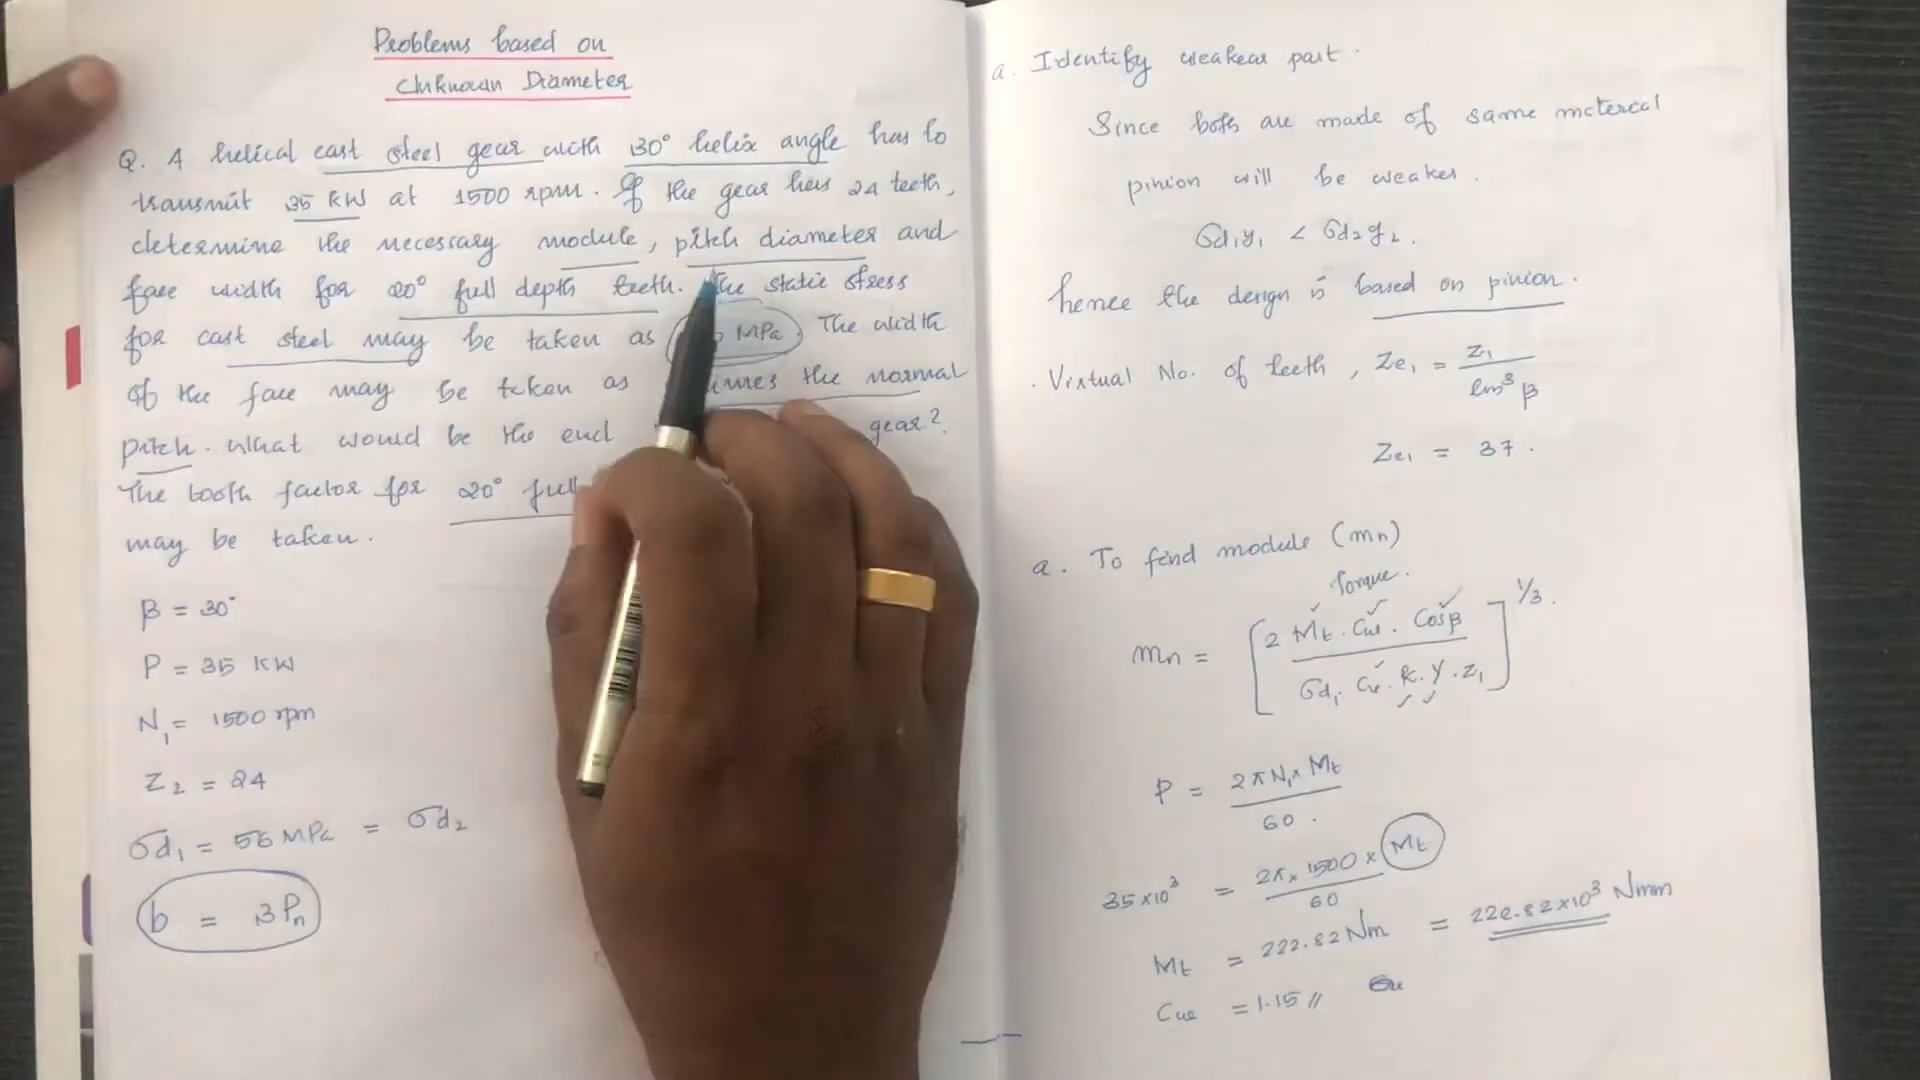 Problems based on
Unknown Diameter
Q. A helical cast steel gear with 30° helix angle has to
transmit 35 KW at 1500 rpm. If the gear has 24 teeth,
determine the necessary module, pitch diameter and
face width for 20° full depth teeth. The static stress
for cast steel may be taken as MPa. The width
of the face may be taken as the normal
pitch. What would be the end gear?
The tooth factor for 20° full
may be taken.
β = 30°
P = 35 KW
N₁ = 1500 rpm
Z₂ = 24
σd₁ = 56 MPa = σd₂
b = 3Pn
a. Identify weaker part.
Since both are made of same matereal
pinion will be weaker.
σd₁y₁ < σd₂y₂.
hence the design is based on pinion.
. Virtual No. of teeth, Ze₁ = Z₁ / Cos³ β
Ze₁ = 37.
a. To find module (mn)
Torque.
mn = [2 Mt. Cw. Cosβ / σd₁. Cv. K. Y. Z₁]^1/3.
P = 2πN₁ × Mt / 60.
35×10³ = 2π × 1500 × Mt / 60
Mt = 222.82 Nm = 222.82×10³ Nmm
Cw = 1.15 //